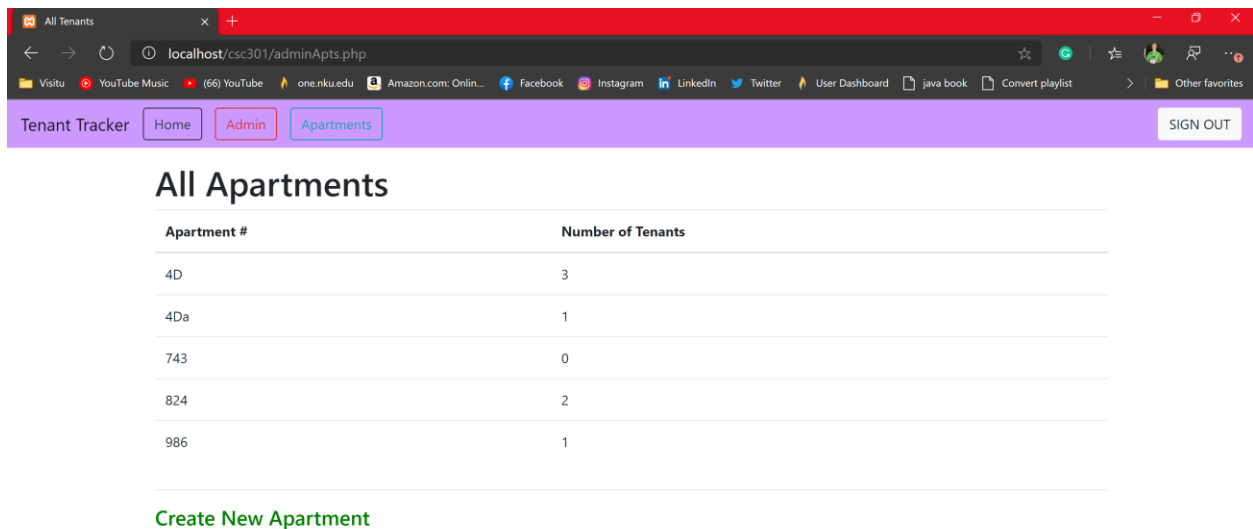 All Tenants
localhost/csc301/adminApts.php
Visitu YouTube Music (66) YouTube one.nku.edu Amazon.com: Onlin... Facebook Instagram LinkedIn Twitter User Dashboard java book Convert playlist Other favorites
Tenant Tracker Home Admin Apartments SIGN OUT
All Apartments
Apartment # Number of Tenants
4D 3
4Da 1
743 0
824 2
986 1
Create New Apartment